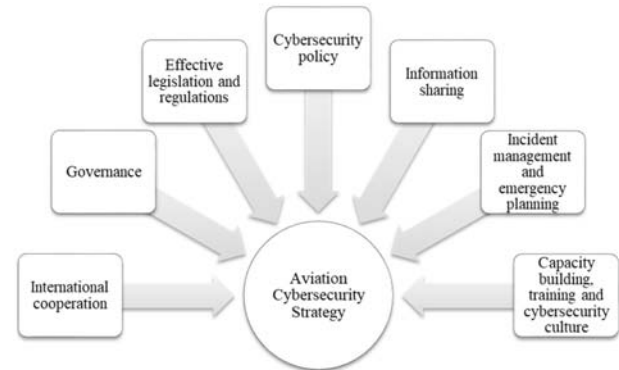 Cybersecurity
policy
Effective
legislation and
regulations
Information
sharing
Governance
Incident
management
and
emergency
planning
International
cooperation
Aviation
Cybersecurity
Strategy
Capacity
building,
training and
cybersecurity
culture